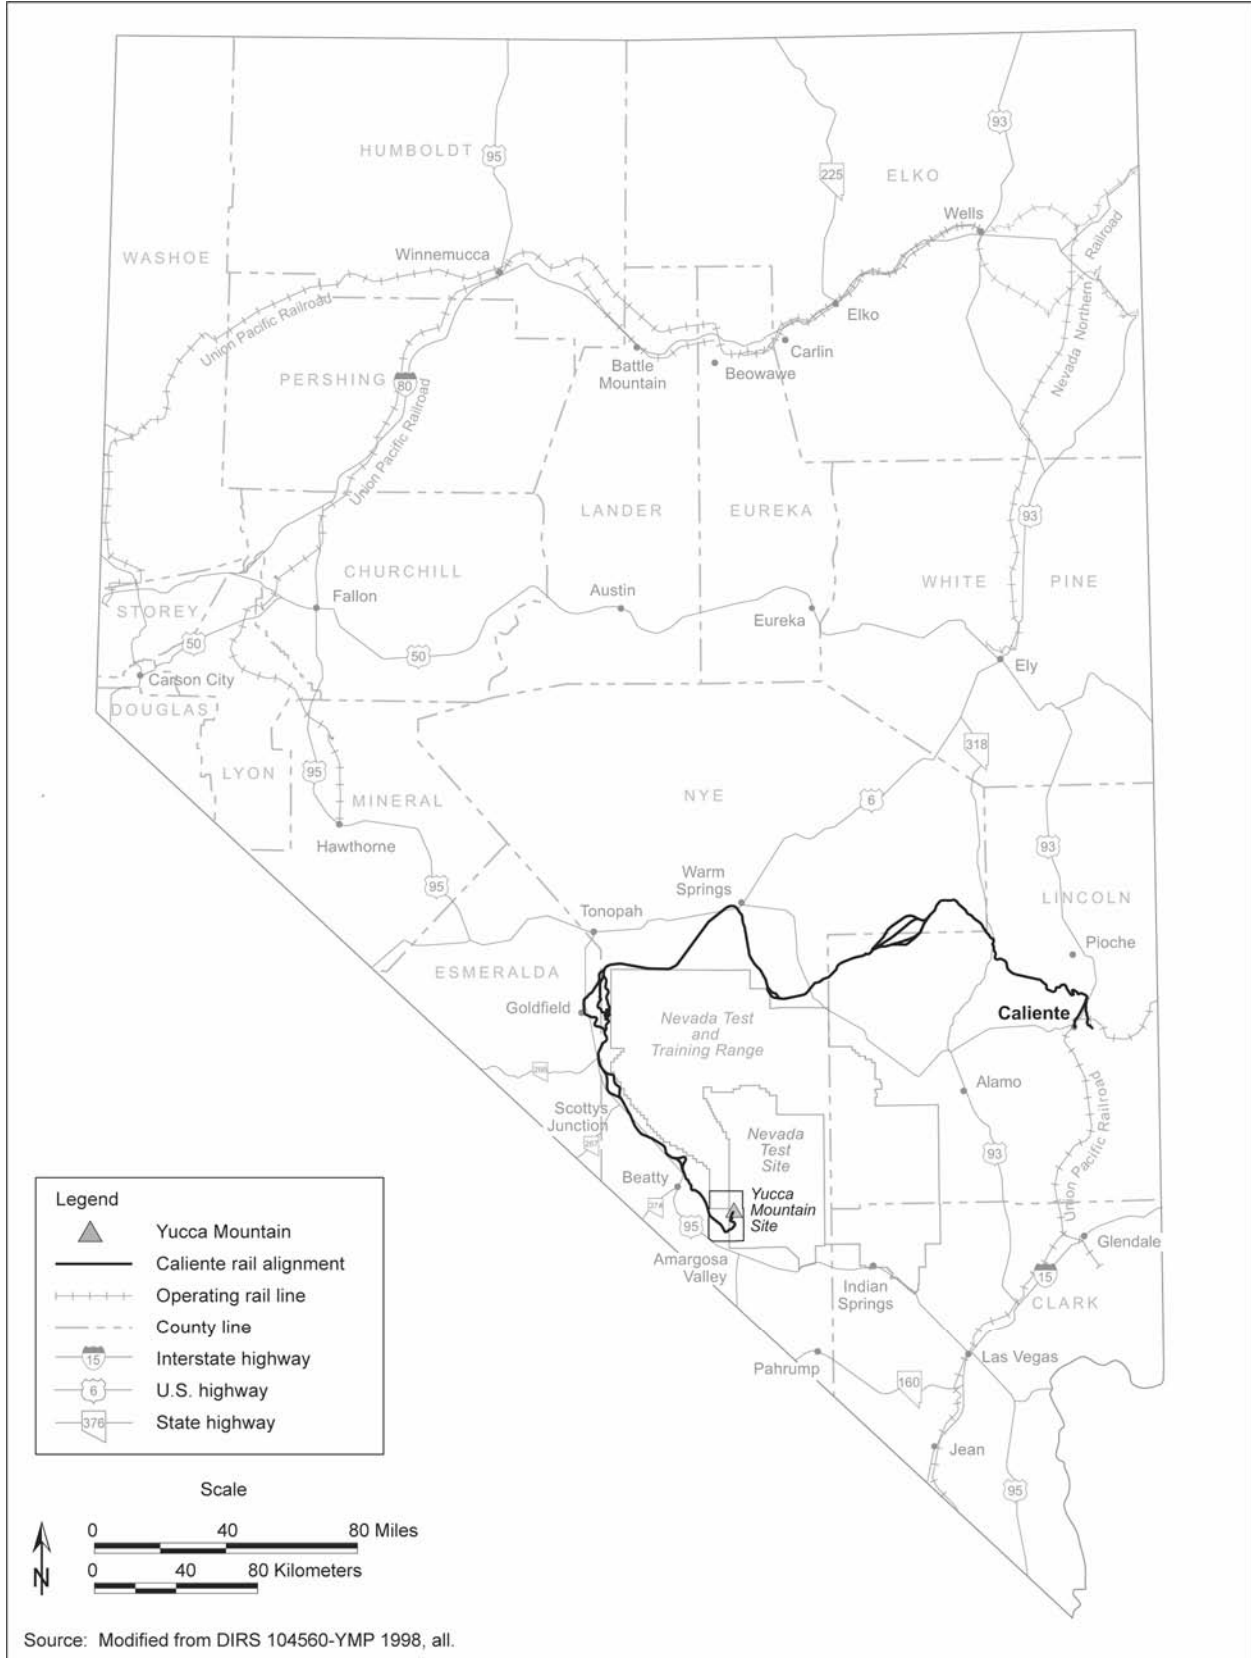 HUMBOLDT
95
93
225
ELKO
Wells
WASHOE
Winnemucca
Union Pacific Railroad
Nevada Northern Railroad
Elko
Carlin
Battle
Mountain
Beowawe
PERSHING
80
Union Pacific Railroad
LANDER
EUREKA
93
CHURCHILL
WHITE PINE
Fallon
Austin
Eureka
STOREY
50
50
Ely
Carson City
DOUGLAS
318
LYON
95
MINERAL
NYE
6
Hawthorne
93
95
Warm
Springs
LINCOLN
Tonopah
Pioche
ESMERALDA
Goldfield
Caliente
Nevada Test
and
Training Range
266
Alamo
Scottys
Junction
267
Nevada
Test
Site
93
Union Pacific Railroad
Beatty
374
95
Yucca
Mountain
Site
Glendale
Amargosa
Valley
Indian
Springs
15
CLARK
Las Vegas
Pahrump
160
Jean
95
Legend
Yucca Mountain
Caliente rail alignment
Operating rail line
County line
15
Interstate highway
6
U.S. highway
376
State highway
Scale
0 40 80 Miles
0 40 80 Kilometers
N
Source: Modified from DIRS 104560-YMP 1998, all.